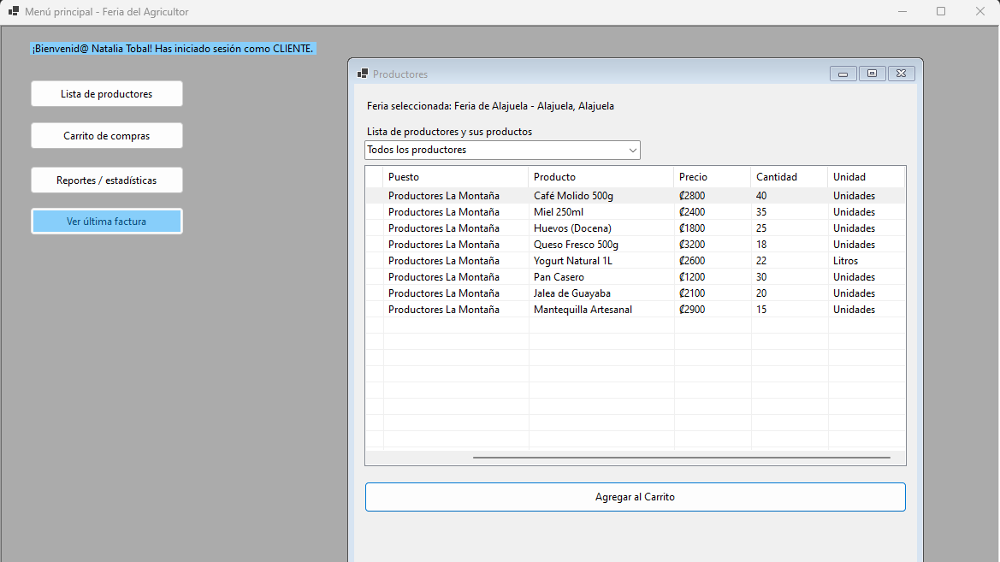 Menú principal - Feria del Agricultor
¡Bienvenid@ Natalia Tobal! Has iniciado sesión como CLIENTE.
Lista de productores
Carrito de compras
Reportes / estadísticas
Ver última factura
Productores
Feria seleccionada: Feria de Alajuela - Alajuela, Alajuela
Lista de productores y sus productos
Todos los productores
Puesto Producto Precio Cantidad Unidad
Productores La Montaña Café Molido 500g ₡2800 40 Unidades
Productores La Montaña Miel 250ml ₡2400 35 Unidades
Productores La Montaña Huevos (Docena) ₡1800 25 Unidades
Productores La Montaña Queso Fresco 500g ₡3200 18 Unidades
Productores La Montaña Yogurt Natural 1L ₡2600 22 Litros
Productores La Montaña Pan Casero ₡1200 30 Unidades
Productores La Montaña Jalea de Guayaba ₡2100 20 Unidades
Productores La Montaña Mantequilla Artesanal ₡2900 15 Unidades
Agregar al Carrito